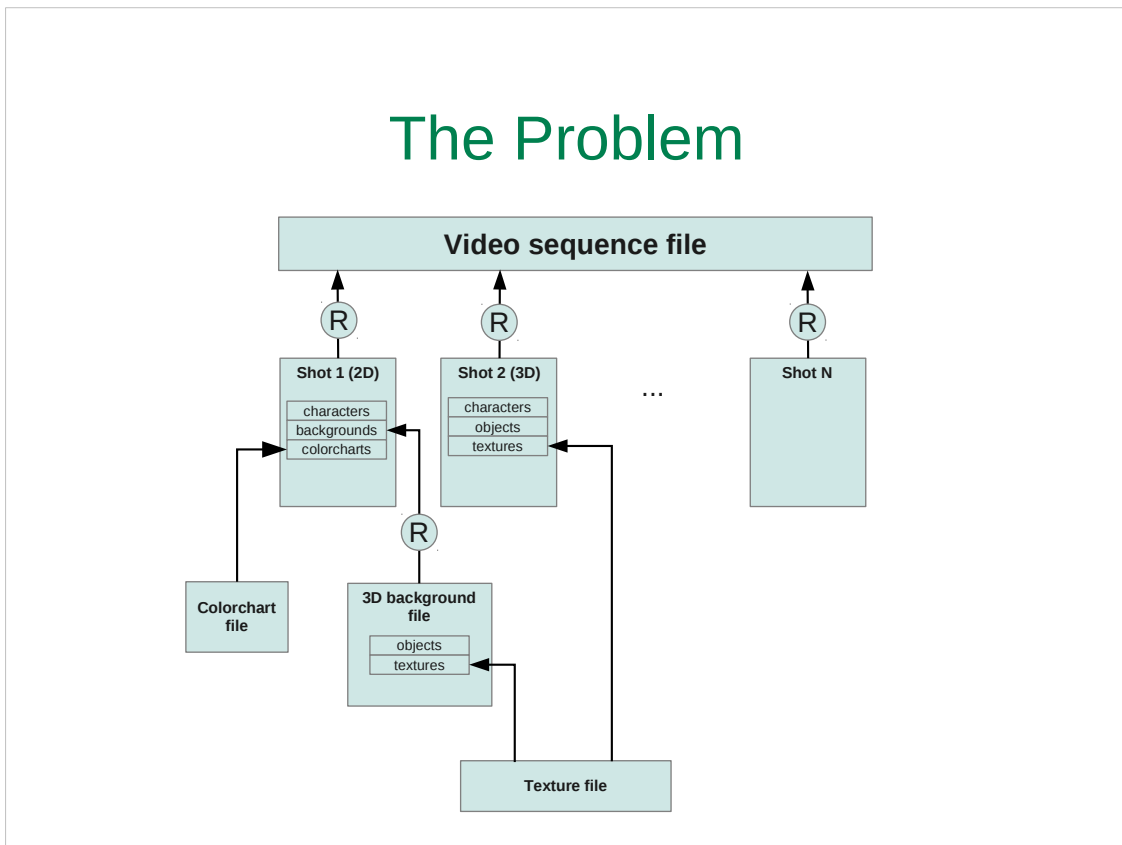 The Problem
Video sequence file
R
R
R
Shot 1 (2D)
characters
backgrounds
colorcharts
Shot 2 (3D)
characters
objects
textures
...
Shot N
R
Colorchart
file
3D background
file
objects
textures
Texture file